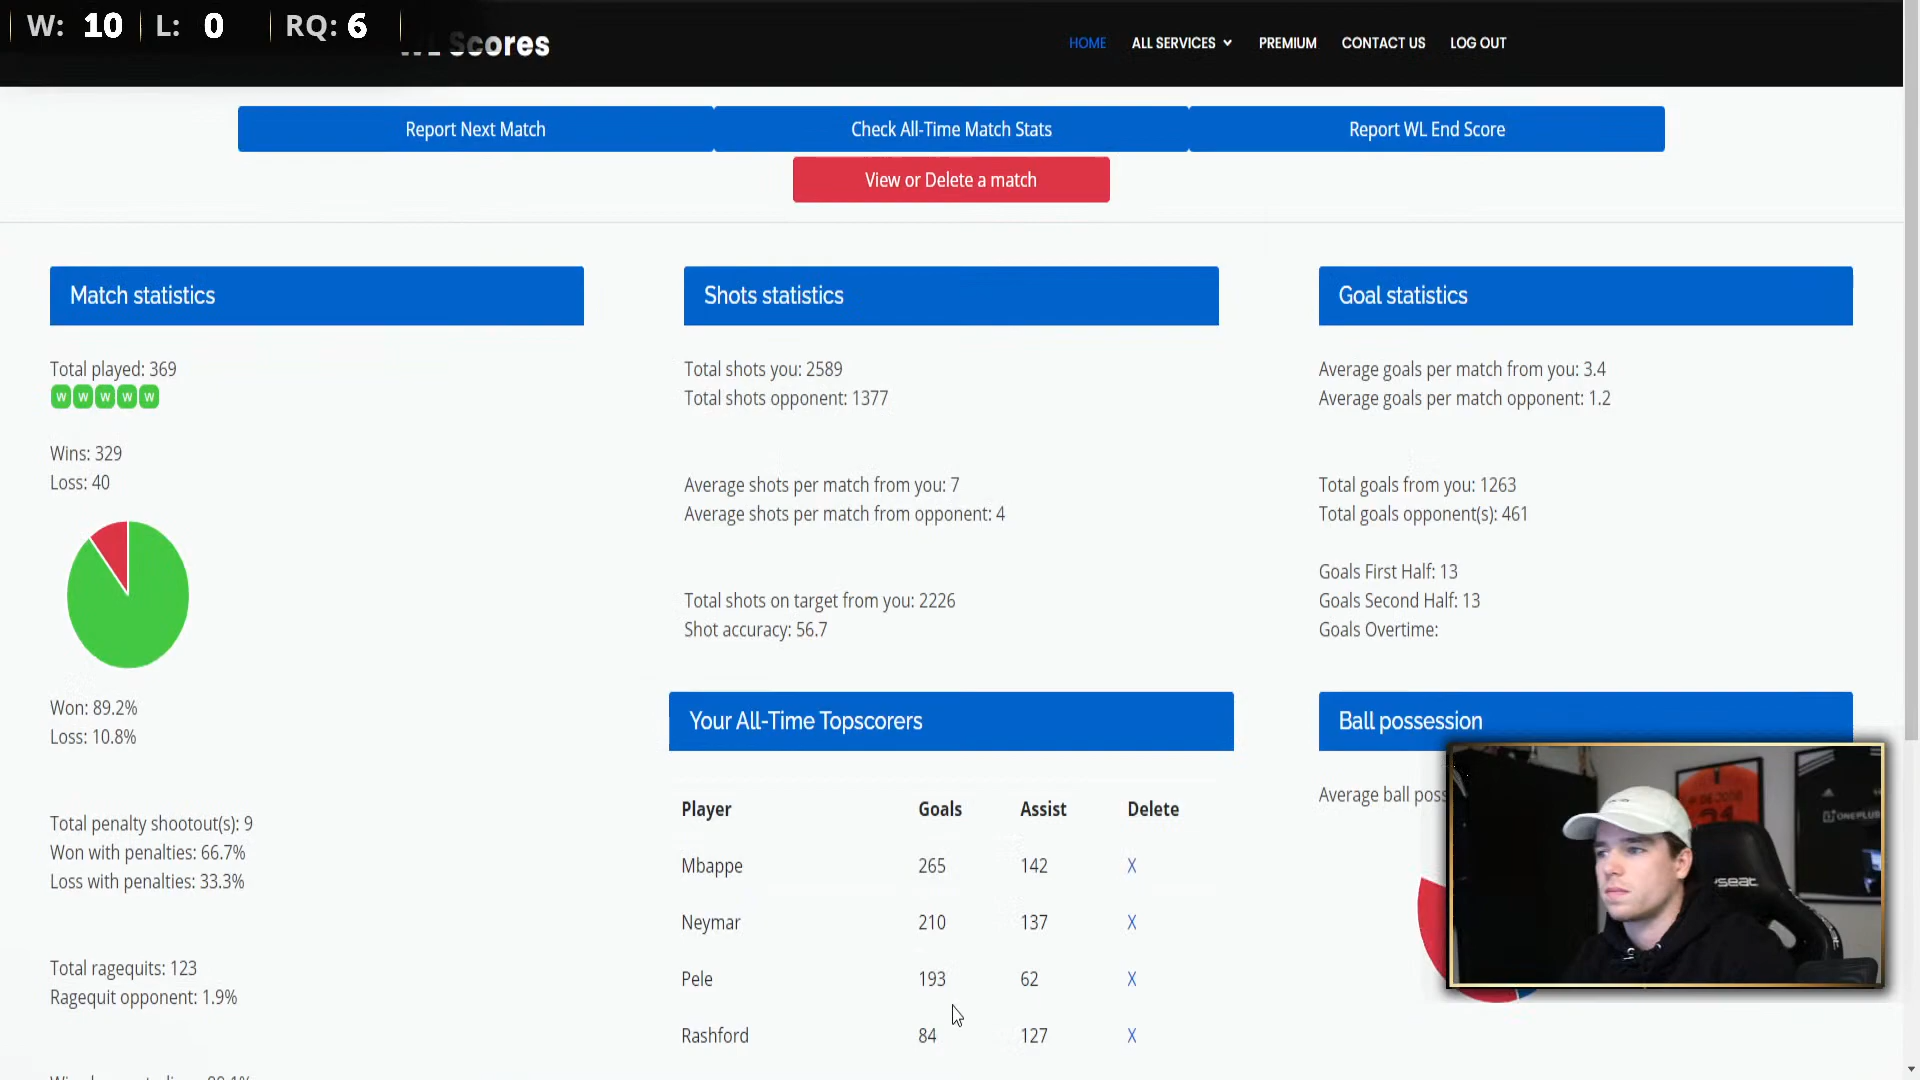 W: 10 L: 0 RQ: 6
WL Scores
HOME ALL SERVICES PREMIUM CONTACT US LOG OUT
Report Next Match
Check All-Time Match Stats
Report WL End Score
View or Delete a match
Match statistics
Total played: 369
W W W W W
Wins: 329
Loss: 40
Won: 89.2%
Loss: 10.8%
Total penalty shootout(s): 9
Won with penalties: 66.7%
Loss with penalties: 33.3%
Total ragequits: 123
Ragequit opponent: 1.9%
Shots statistics
Total shots you: 2589
Total shots opponent: 1377
Average shots per match from you: 7
Average shots per match from opponent: 4
Total shots on target from you: 2226
Shot accuracy: 56.7
Your All-Time Topscorers
Player Goals Assist Delete
Mbappe 265 142 X
Neymar 210 137 X
Pele 193 62 X
Rashford 84 127 X
Goal statistics
Average goals per match from you: 3.4
Average goals per match opponent: 1.2
Total goals from you: 1263
Total goals opponent(s): 461
Goals First Half: 13
Goals Second Half: 13
Goals Overtime:
Ball possession
Average ball poss
ONEPLUS
seat